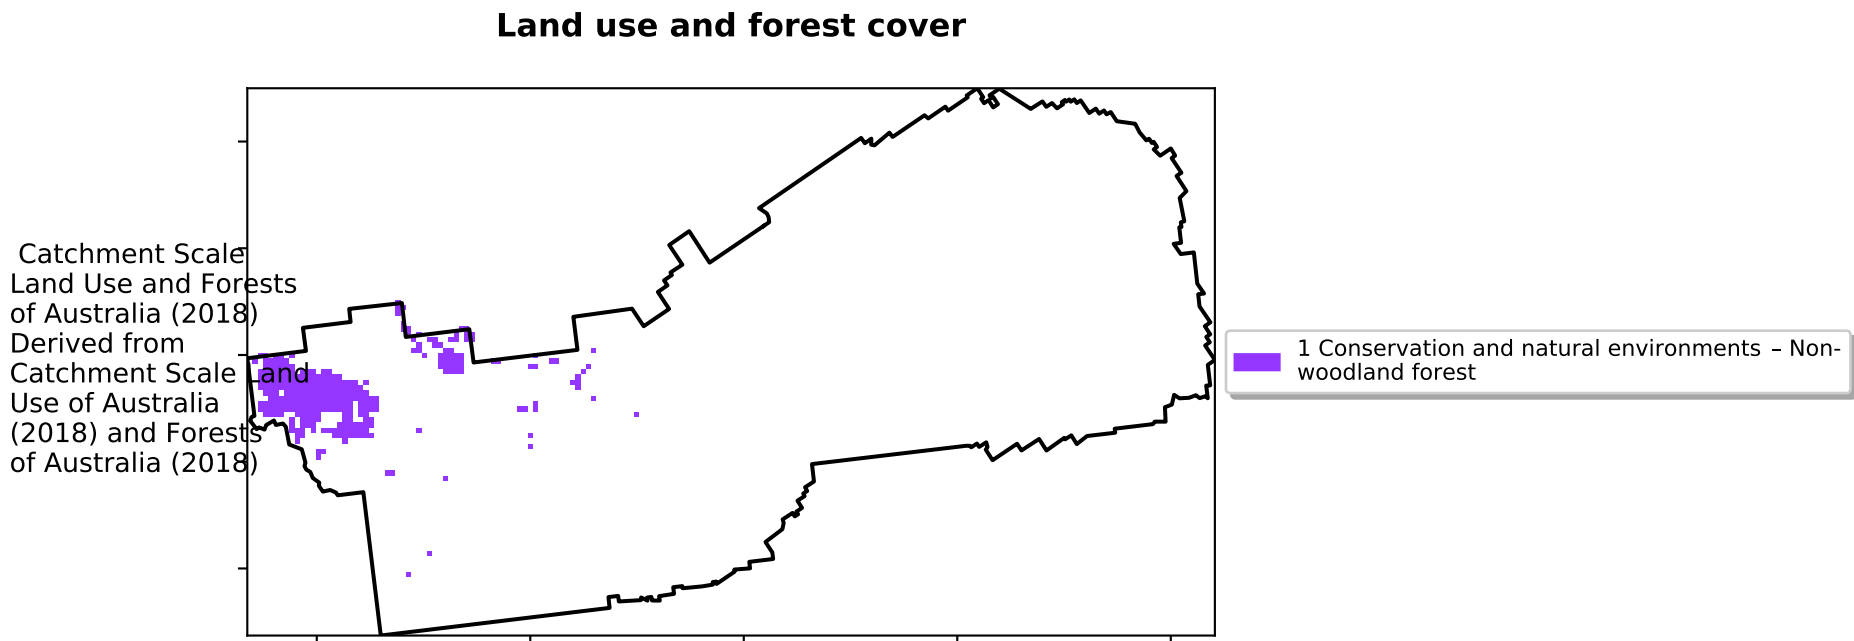 Land use and forest cover
Catchment Scale
Land Use and Forests
of Australia (2018)
Derived from
Catchment Scale Land
Use of Australia
(2018) and Forests
of Australia (2018)
1 Conservation and natural environments – Non-
woodland forest